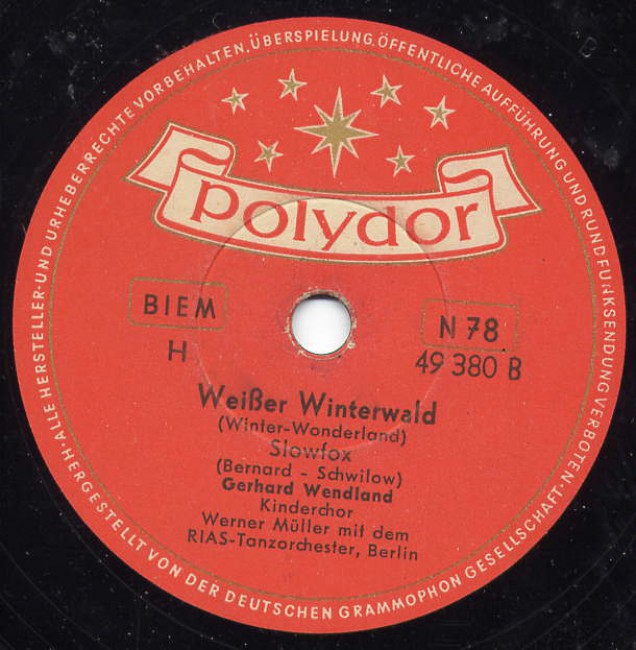 ALLE HERSTELLER- UND URHEBERRECHTE VORBEHALTEN. ÜBERSPIELUNG, ÖFFENTLICHE AUFFÜHRUNG UND RUNDFUNKSENDUNG VERBOTEN.
polydor
BIEM
N 78
H
49 380 B
Weißer Winterwald
(Winter-Wonderland)
Slowfox
(Bernard - Schwilow)
Gerhard Wendland
Kinderchor
Werner Müller mit dem
RIAS-Tanzorchester, Berlin
HERGESTELLT VON DER DEUTSCHEN GRAMMOPHON GESELLSCHAFT